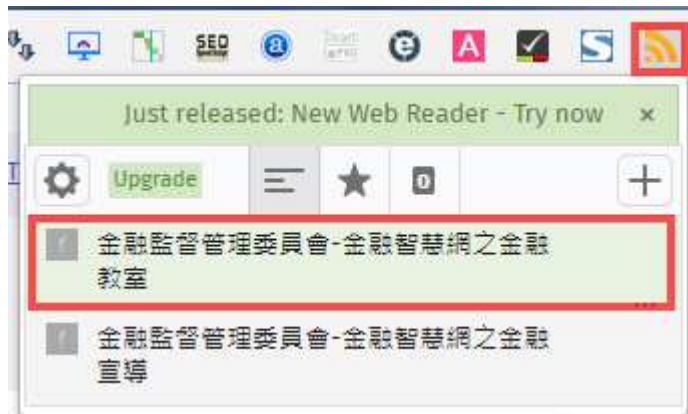 SEO
Just released: New Web Reader - Try now ×
Upgrade
金融監督管理委員會-金融智慧網之金融
教室
金融監督管理委員會-金融智慧網之金融
宣導